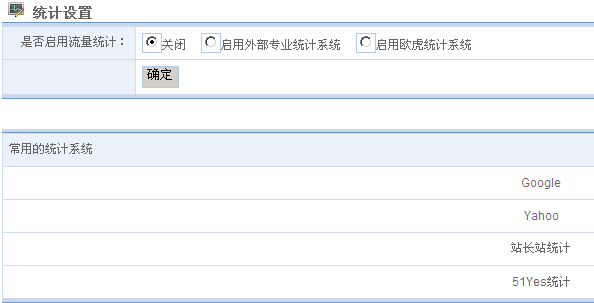 统计设置
是否启用流量统计： 关闭 启用外部专业统计系统 启用欧虎统计系统
确定
常用的统计系统
Google
Yahoo
站长站统计
51Yes统计